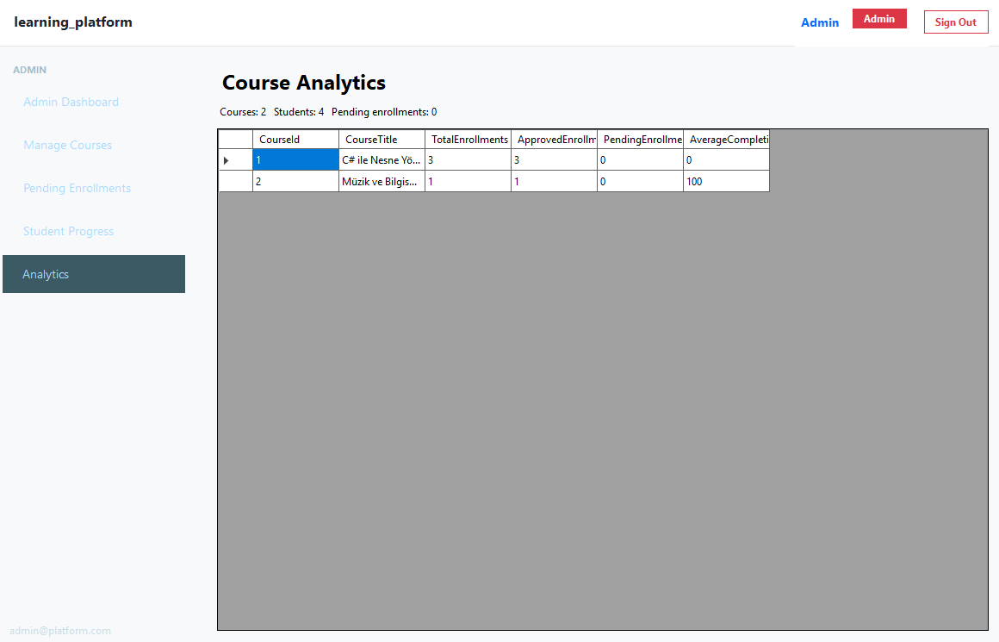 learning_platform
Admin
Admin
Sign Out
ADMIN
Admin Dashboard
Manage Courses
Pending Enrollments
Student Progress
Analytics
admin@platform.com
Course Analytics
Courses: 2 Students: 4 Pending enrollments: 0
CourseId CourseTitle TotalEnrollments ApprovedEnrollm PendingEnrollme AverageCompleti
1 C# ile Nesne Yö... 3 3 0 0
2 Müzik ve Bilgis... 1 1 0 100